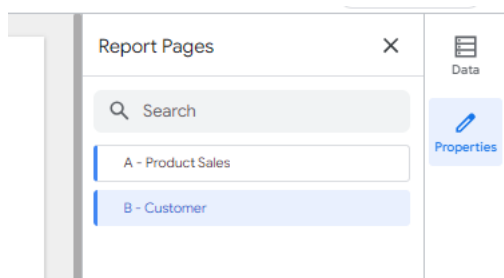 Report Pages
Search
A - Product Sales
B - Customer
Data
Properties